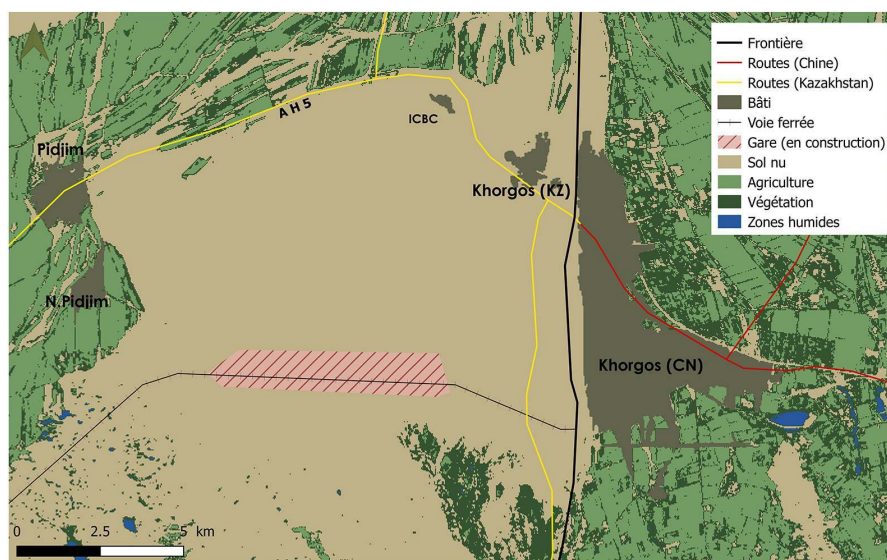 Frontière
Routes (Chine)
Routes (Kazakhstan)
Bâti
Voie ferrée
Gare (en construction)
Sol nu
Agriculture
Végétation
Zones humides
AH5
ICBC
Pidjim
Khorgos (KZ)
N.Pidjim
Khorgos (CN)
0 2.5 5 km